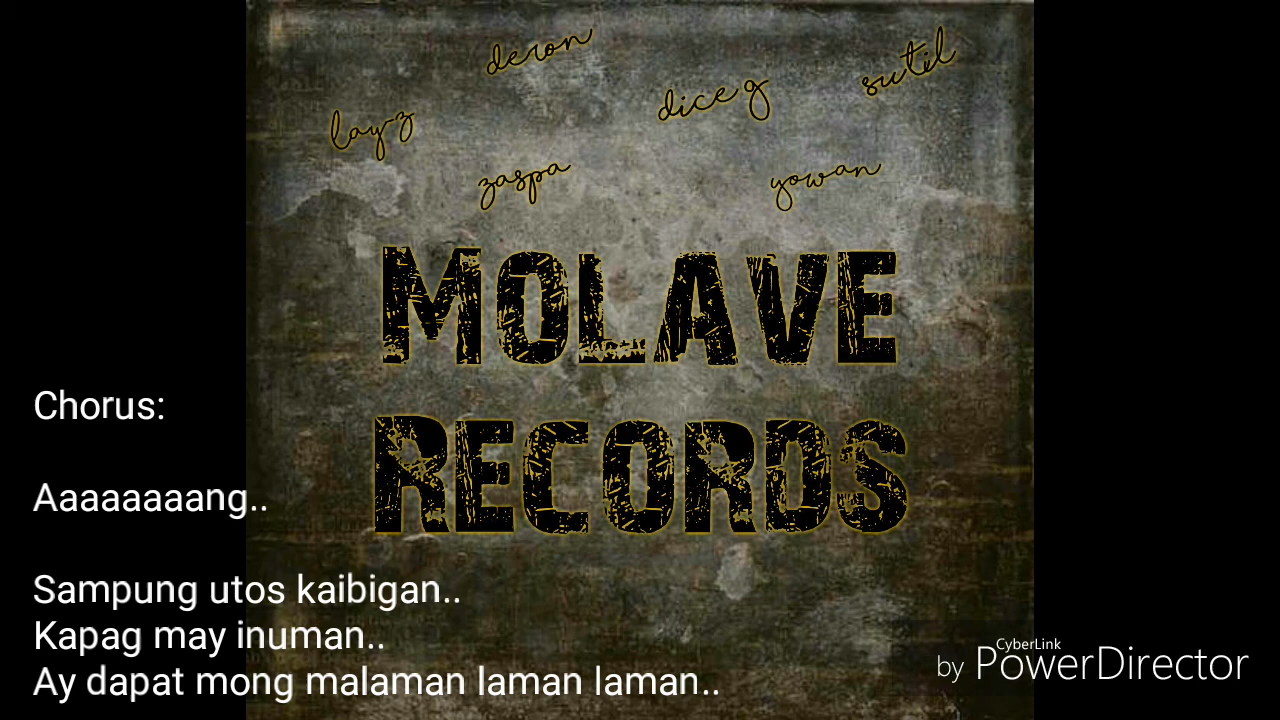 deron
sutil
dice g
lay-z
zaspa
yowan
MOLAVE
RECORDS
Chorus:
Aaaaaaaang..
Sampung utos kaibigan..
Kapag may inuman..
Ay dapat mong malaman laman laman..
CyberLink
by PowerDirector